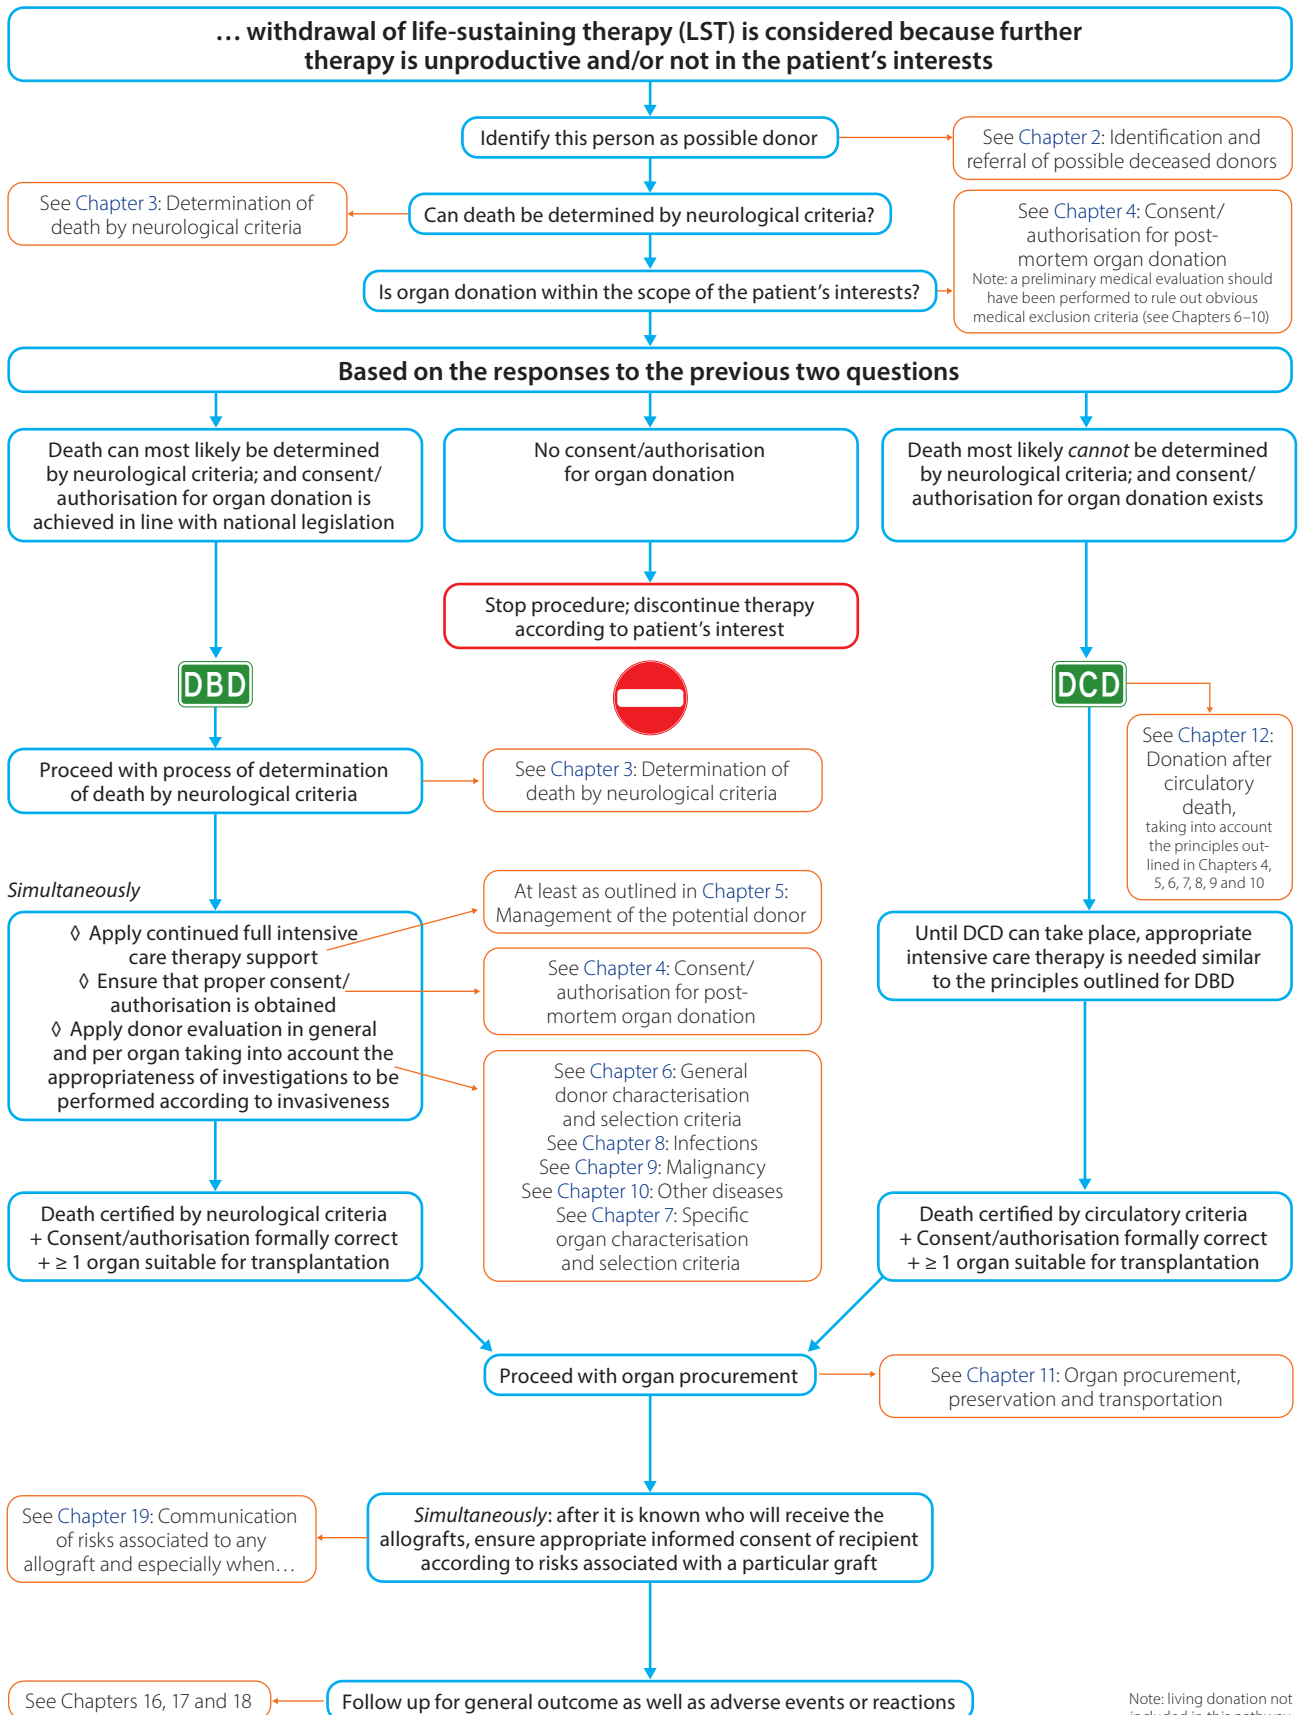 … withdrawal of life-sustaining therapy (LST) is considered because further
therapy is unproductive and/or not in the patient's interests
Identify this person as possible donor
See Chapter 2: Identification and
referral of possible deceased donors
Can death be determined by neurological criteria?
See Chapter 3: Determination of
death by neurological criteria
Is organ donation within the scope of the patient's interests?
See Chapter 4: Consent/
authorisation for post-
mortem organ donation
Note: a preliminary medical evaluation should
have been performed to rule out obvious
medical exclusion criteria (see Chapters 6–10)
Based on the responses to the previous two questions
Death can most likely be determined
by neurological criteria; and consent/
authorisation for organ donation is
achieved in line with national legislation
No consent/authorisation
for organ donation
Death most likely cannot be determined
by neurological criteria; and consent/
authorisation for organ donation exists
Stop procedure; discontinue therapy
according to patient's interest
DBD
DCD
See Chapter 12:
Donation after
circulatory
death,
taking into account
the principles out-
lined in Chapters 4,
5, 6, 7, 8, 9 and 10
Proceed with process of determination
of death by neurological criteria
See Chapter 3: Determination of
death by neurological criteria
Simultaneously
◊ Apply continued full intensive
care therapy support
◊ Ensure that proper consent/
authorisation is obtained
◊ Apply donor evaluation in general
and per organ taking into account the
appropriateness of investigations to be
performed according to invasiveness
At least as outlined in Chapter 5:
Management of the potential donor
See Chapter 4: Consent/
authorisation for post-
mortem organ donation
See Chapter 6: General
donor characterisation
and selection criteria
See Chapter 8: Infections
See Chapter 9: Malignancy
See Chapter 10: Other diseases
See Chapter 7: Specific
organ characterisation
and selection criteria
Until DCD can take place, appropriate
intensive care therapy is needed similar
to the principles outlined for DBD
Death certified by neurological criteria
+ Consent/authorisation formally correct
+ ≥ 1 organ suitable for transplantation
Death certified by circulatory criteria
+ Consent/authorisation formally correct
+ ≥ 1 organ suitable for transplantation
Proceed with organ procurement
See Chapter 11: Organ procurement,
preservation and transportation
Simultaneously: after it is known who will receive the
allografts, ensure appropriate informed consent of recipient
according to risks associated with a particular graft
See Chapter 19: Communication
of risks associated to any
allograft and especially when…
Follow up for general outcome as well as adverse events or reactions
See Chapters 16, 17 and 18
Note: living donation not
included in this pathway